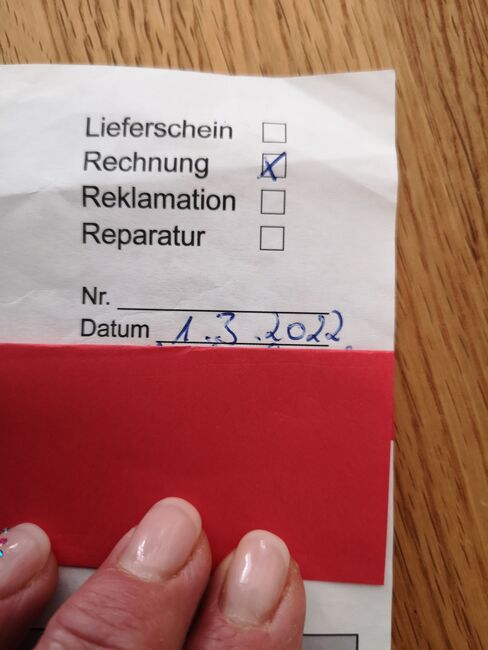 Lieferschein ☐
Rechnung ☒
Reklamation ☐
Reparatur ☐
Nr.
Datum 1.3.2022